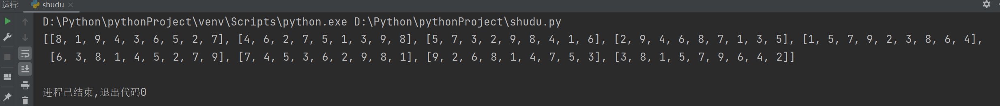 运行:
shudu
D:\Python\pythonProject\venv\Scripts\python.exe D:\Python\pythonProject\shudu.py
[[8, 1, 9, 4, 3, 6, 5, 2, 7], [4, 6, 2, 7, 5, 1, 3, 9, 8], [5, 7, 3, 2, 9, 8, 4, 1, 6], [2, 9, 4, 6, 8, 7, 1, 3, 5], [1, 5, 7, 9, 2, 3, 8, 6, 4],
[6, 3, 8, 1, 4, 5, 2, 7, 9], [7, 4, 5, 3, 6, 2, 9, 8, 1], [9, 2, 6, 8, 1, 4, 7, 5, 3], [3, 8, 1, 5, 7, 9, 6, 4, 2]]
进程已结束,退出代码0